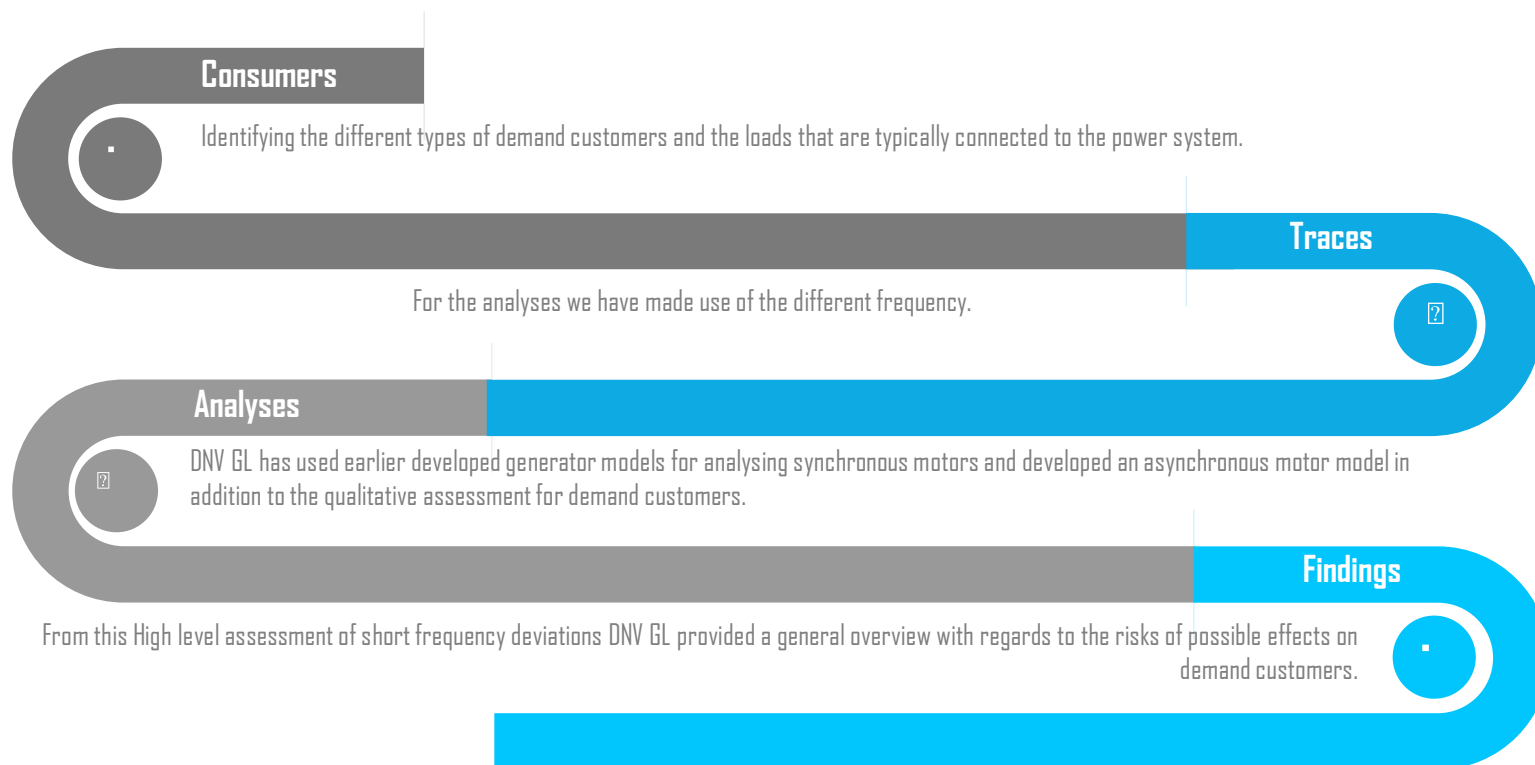 Consumers
Identifying the different types of demand customers and the loads that are typically connected to the power system.
Traces
For the analyses we have made use of the different frequency.
Analyses
DNV GL has used earlier developed generator models for analysing synchronous motors and developed an asynchronous motor model in
addition to the qualitative assessment for demand customers.
Findings
From this High level assessment of short frequency deviations DNV GL provided a general overview with regards to the risks of possible effects on
demand customers.